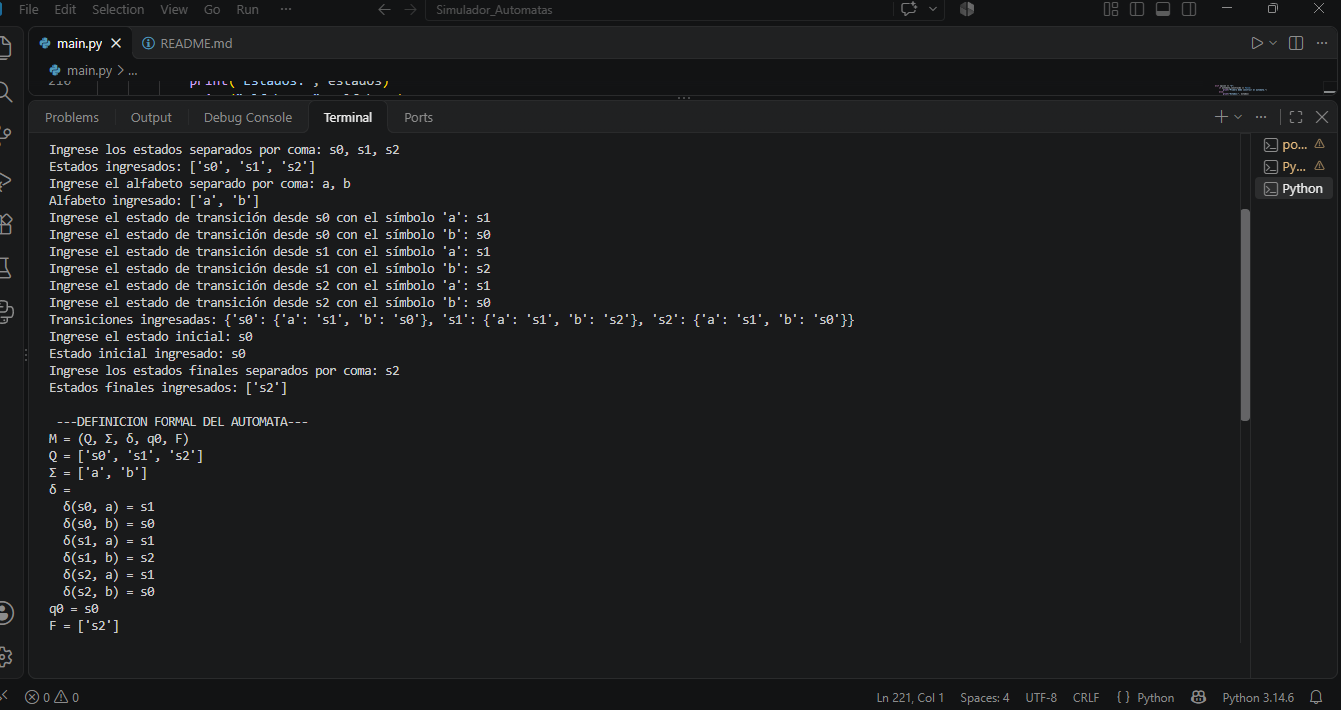 File Edit Selection View Go Run ··· Simulador_Automatas
main.py README.md
main.py > ...
216 print("Estados:", estados)
Problems Output Debug Console Terminal Ports
Ingrese los estados separados por coma: s0, s1, s2
Estados ingresados: ['s0', 's1', 's2']
Ingrese el alfabeto separado por coma: a, b
Alfabeto ingresado: ['a', 'b']
Ingrese el estado de transición desde s0 con el símbolo 'a': s1
Ingrese el estado de transición desde s0 con el símbolo 'b': s0
Ingrese el estado de transición desde s1 con el símbolo 'a': s1
Ingrese el estado de transición desde s1 con el símbolo 'b': s2
Ingrese el estado de transición desde s2 con el símbolo 'a': s1
Ingrese el estado de transición desde s2 con el símbolo 'b': s0
Transiciones ingresadas: {'s0': {'a': 's1', 'b': 's0'}, 's1': {'a': 's1', 'b': 's2'}, 's2': {'a': 's1', 'b': 's0'}}
Ingrese el estado inicial: s0
Estado inicial ingresado: s0
Ingrese los estados finales separados por coma: s2
Estados finales ingresados: ['s2']
---DEFINICION FORMAL DEL AUTOMATA---
M = (Q, Σ, δ, q0, F)
Q = ['s0', 's1', 's2']
Σ = ['a', 'b']
δ =
δ(s0, a) = s1
δ(s0, b) = s0
δ(s1, a) = s1
δ(s1, b) = s2
δ(s2, a) = s1
δ(s2, b) = s0
q0 = s0
F = ['s2']
po...
Py...
Python
0 0 Ln 221, Col 1 Spaces: 4 UTF-8 CRLF {} Python Python 3.14.6